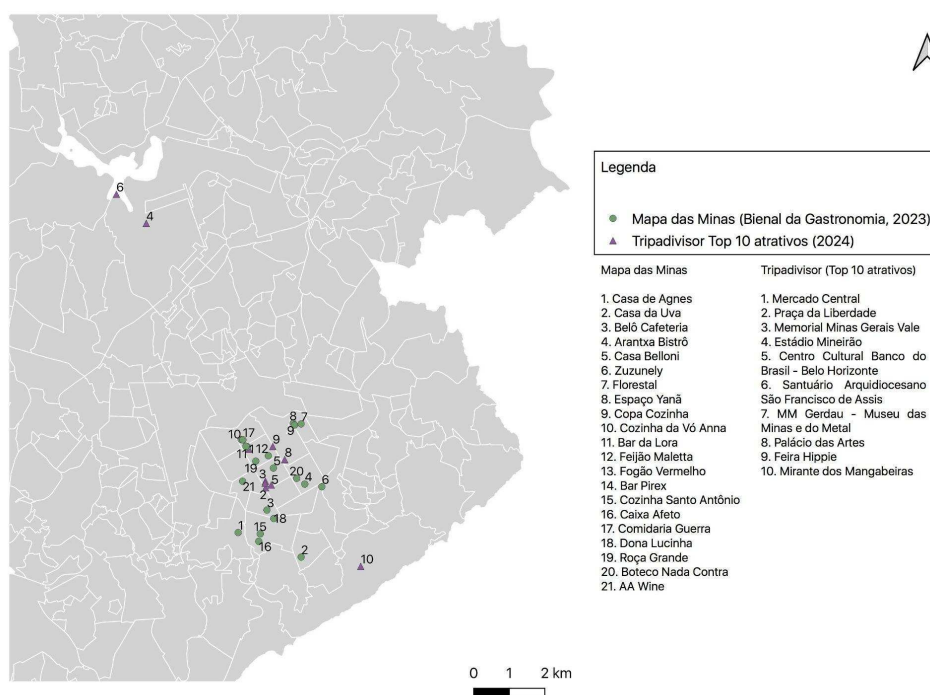 6
4
8
7
9
10
17
9
11
1
12
8
19
5
20
4
6
21
3
5
2
3
18
1
15
16
2
10
0 1 2 km
Legenda
Mapa das Minas (Bienal da Gastronomia, 2023)
Tripadivisor Top 10 atrativos (2024)
Mapa das Minas
1. Casa de Agnes
2. Casa da Uva
3. Belô Cafeteria
4. Arantxa Bistrô
5. Casa Belloni
6. Zuzunely
7. Florestal
8. Espaço Yanã
9. Copa Cozinha
10. Cozinha da Vó Anna
11. Bar da Lora
12. Feijão Maletta
13. Fogão Vermelho
14. Bar Pirex
15. Cozinha Santo Antônio
16. Caixa Afeto
17. Comidaria Guerra
18. Dona Lucinha
19. Roça Grande
20. Boteco Nada Contra
21. AA Wine
Tripadivisor (Top 10 atrativos)
1. Mercado Central
2. Praça da Liberdade
3. Memorial Minas Gerais Vale
4. Estádio Mineirão
5. Centro Cultural Banco do
Brasil - Belo Horizonte
6. Santuário Arquidiocesano
São Francisco de Assis
7. MM Gerdau - Museu das
Minas e do Metal
8. Palácio das Artes
9. Feira Hippie
10. Mirante dos Mangabeiras